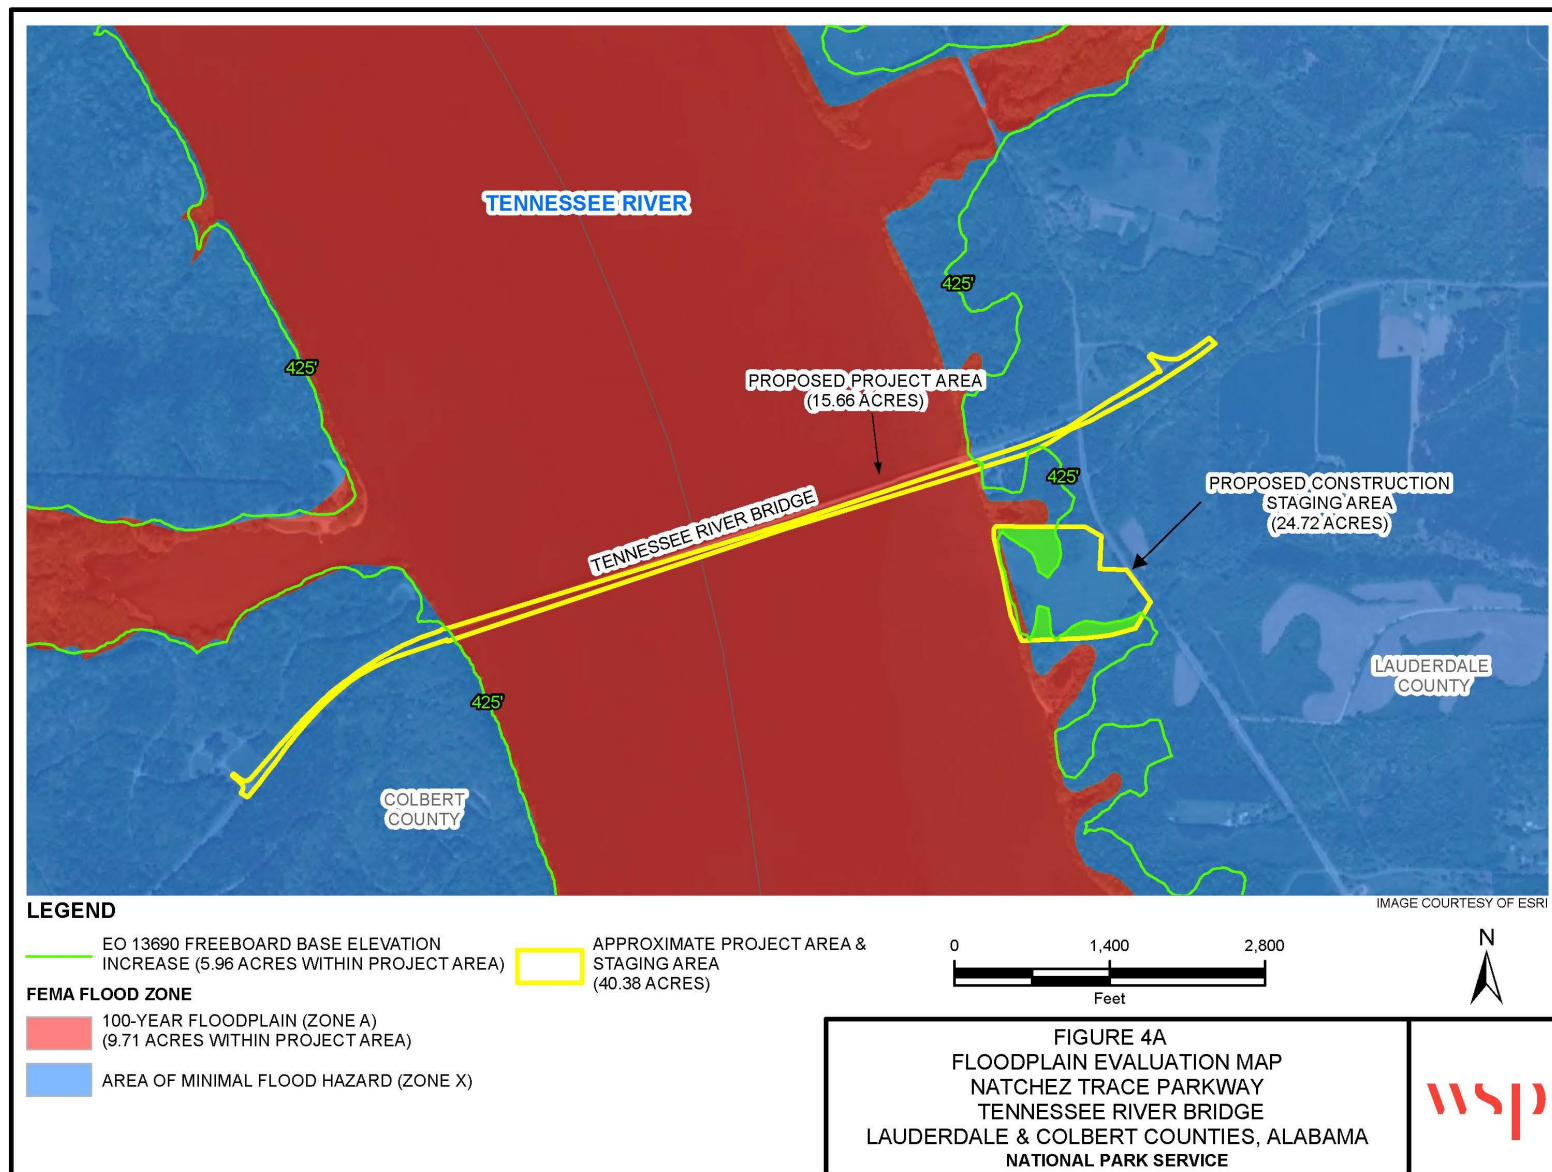 TENNESSEE RIVER
425'
425'
PROPOSED PROJECT AREA
(15.66 ACRES)
425'
PROPOSED CONSTRUCTION
STAGING AREA
(24.72 ACRES)
TENNESSEE RIVER BRIDGE
LAUDERDALE
COUNTY
425'
COLBERT
COUNTY
IMAGE COURTESY OF ESRI
LEGEND
EO 13690 FREEBOARD BASE ELEVATION
INCREASE (5.96 ACRES WITHIN PROJECT AREA)
FEMA FLOOD ZONE
100-YEAR FLOODPLAIN (ZONE A)
(9.71 ACRES WITHIN PROJECT AREA)
AREA OF MINIMAL FLOOD HAZARD (ZONE X)
APPROXIMATE PROJECT AREA &
STAGING AREA
(40.38 ACRES)
0 1,400 2,800
Feet
N
FIGURE 4A
FLOODPLAIN EVALUATION MAP
NATCHEZ TRACE PARKWAY
TENNESSEE RIVER BRIDGE
LAUDERDALE & COLBERT COUNTIES, ALABAMA
NATIONAL PARK SERVICE
wsp